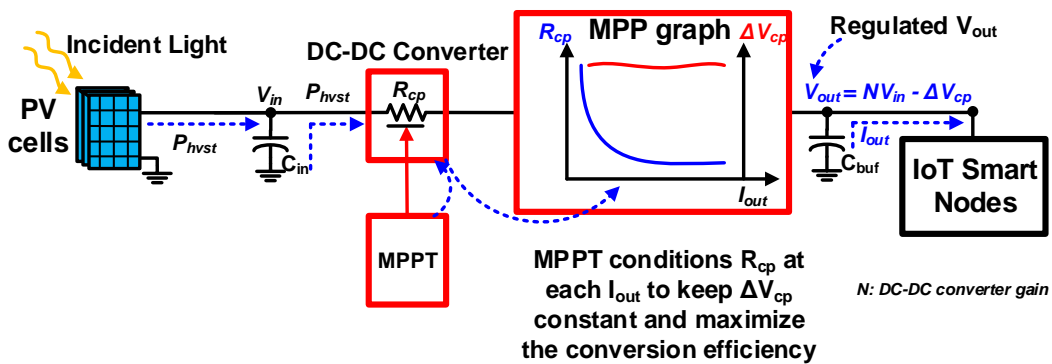 Incident Light
PV
cells
P_hvst
V_in
C_in
P_hvst
DC-DC Converter
R_cp
MPPT
MPP graph
R_cp
ΔV_cp
I_out
MPPT conditions R_cp at
each I_out to keep ΔV_cp
constant and maximize
the conversion efficiency
Regulated V_out
V_out = NV_in - ΔV_cp
I_out
C_buf
IoT Smart
Nodes
N: DC-DC converter gain